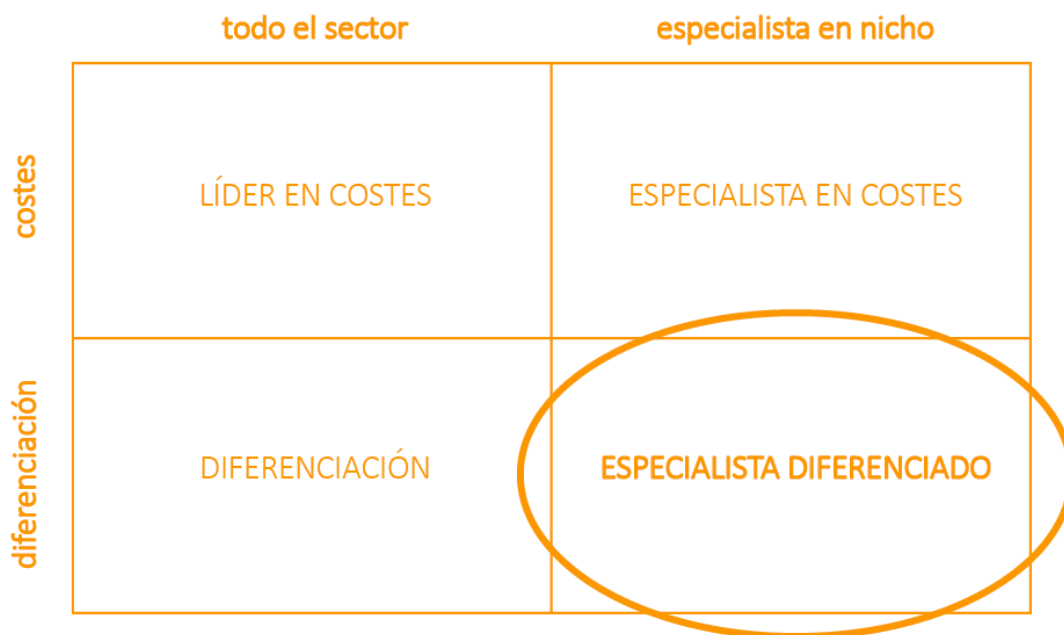 todo el sector
especialista en nicho
costes
LÍDER EN COSTES
ESPECIALISTA EN COSTES
diferenciación
DIFERENCIACIÓN
ESPECIALISTA DIFERENCIADO